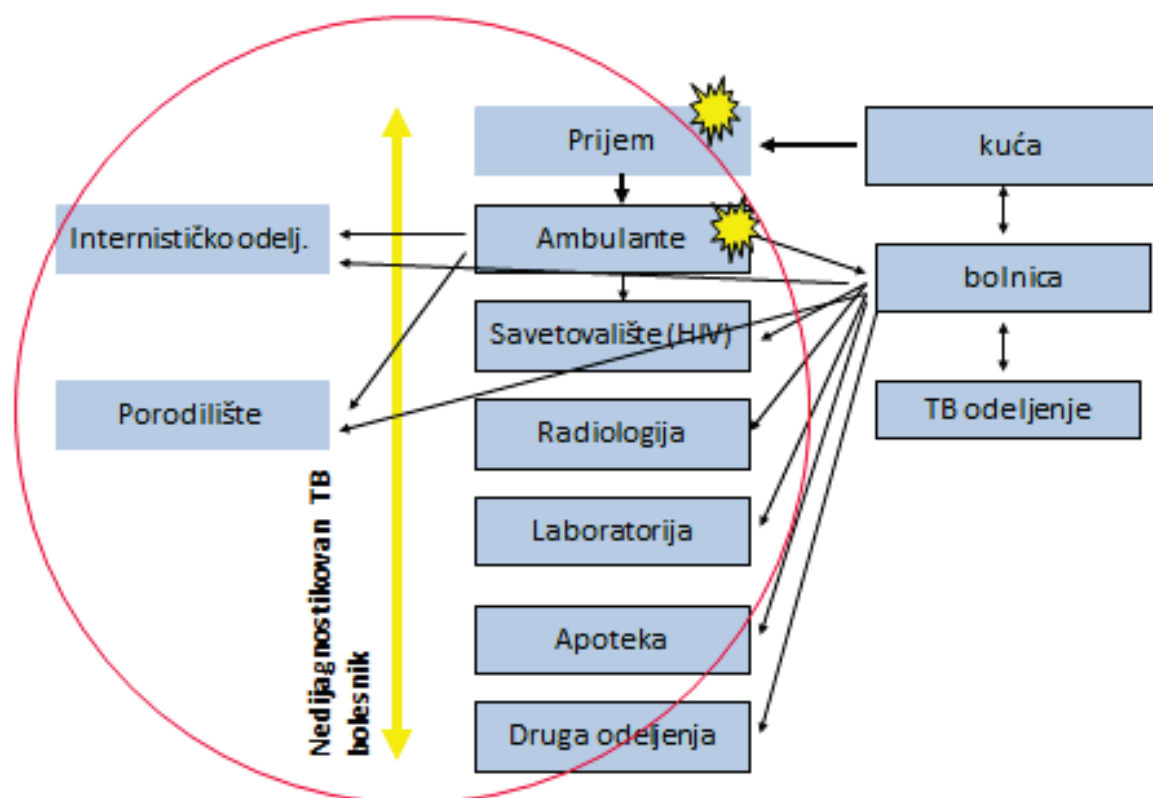 Prijem
kuća
Internističko odelj.
Ambulante
bolnica
Savetovalište (HIV)
Porodilište
Radiologija
TB odeljenje
Laboratorija
Nedijagnostikovan TB
bolesnik
Apoteka
Druga odeljenja